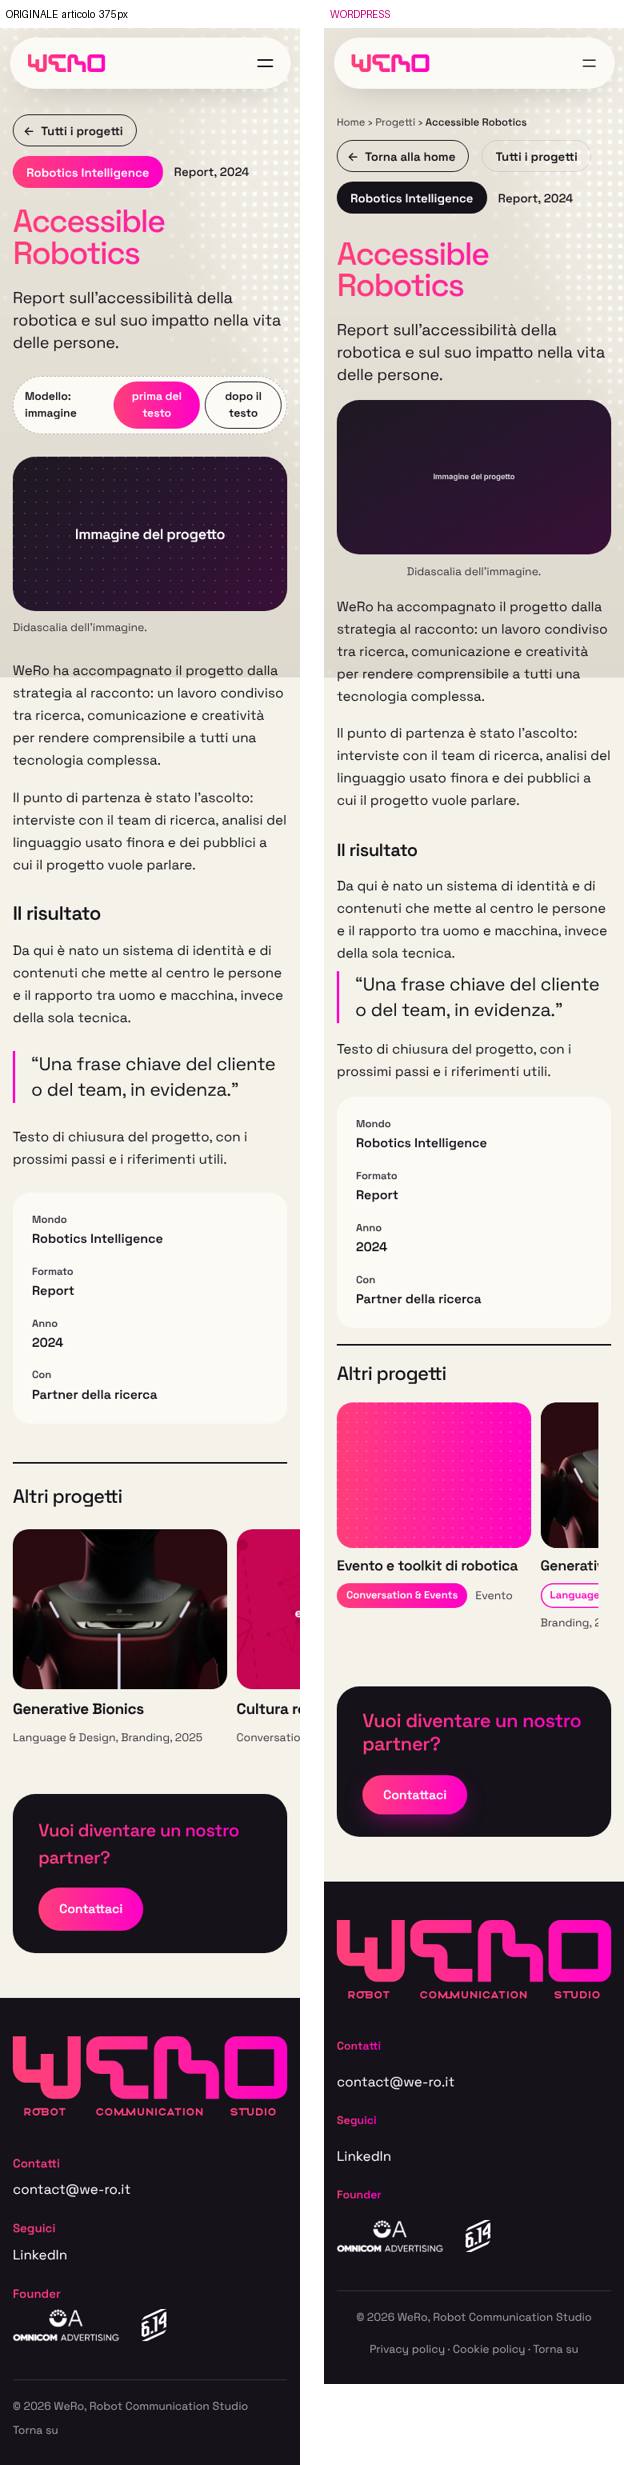 ORIGINALE articolo 375px
WERO
← Tutti i progetti
Robotics Intelligence Report, 2024
Accessible
Robotics
Report sull'accessibilità della
robotica e sul suo impatto nella vita
delle persone.
Modello:
immagine
prima del
testo
dopo il
testo
Immagine del progetto
Didascalia dell'immagine.
WeRo ha accompagnato il progetto dalla
strategia al racconto: un lavoro condiviso
tra ricerca, comunicazione e creatività
per rendere comprensibile a tutti una
tecnologia complessa.
Il punto di partenza è stato l'ascolto:
interviste con il team di ricerca, analisi del
linguaggio usato finora e dei pubblici a
cui il progetto vuole parlare.
Il risultato
Da qui è nato un sistema di identità e di
contenuti che mette al centro le persone
e il rapporto tra uomo e macchina, invece
della sola tecnica.
“Una frase chiave del cliente
o del team, in evidenza.”
Testo di chiusura del progetto, con i
prossimi passi e i riferimenti utili.
Mondo
Robotics Intelligence
Formato
Report
Anno
2024
Con
Partner della ricerca
Altri progetti
Generative Bionics
Language & Design, Branding, 2025
Cultura r
Conversatio
Vuoi diventare un nostro
partner?
Contattaci
WERO
ROBOT COMMUNICATION STUDIO
Contatti
contact@we-ro.it
Seguici
LinkedIn
Founder
OA
OMNICOM ADVERTISING
6.14
© 2026 WeRo, Robot Communication Studio
Torna su
WORDPRESS
WERO
Home › Progetti › Accessible Robotics
← Torna alla home Tutti i progetti
Robotics Intelligence Report, 2024
Accessible
Robotics
Report sull'accessibilità della
robotica e sul suo impatto nella vita
delle persone.
Immagine del progetto
Didascalia dell'immagine.
WeRo ha accompagnato il progetto dalla
strategia al racconto: un lavoro condiviso
tra ricerca, comunicazione e creatività
per rendere comprensibile a tutti una
tecnologia complessa.
Il punto di partenza è stato l'ascolto:
interviste con il team di ricerca, analisi del
linguaggio usato finora e dei pubblici a
cui il progetto vuole parlare.
Il risultato
Da qui è nato un sistema di identità e di
contenuti che mette al centro le persone
e il rapporto tra uomo e macchina, invece
della sola tecnica.
“Una frase chiave del cliente
o del team, in evidenza.”
Testo di chiusura del progetto, con i
prossimi passi e i riferimenti utili.
Mondo
Robotics Intelligence
Formato
Report
Anno
2024
Con
Partner della ricerca
Altri progetti
Evento e toolkit di robotica
Conversation & Events Evento
Generativ
Language
Branding, 2
Vuoi diventare un nostro
partner?
Contattaci
WERO
ROBOT COMMUNICATION STUDIO
Contatti
contact@we-ro.it
Seguici
LinkedIn
Founder
OA
OMNICOM ADVERTISING
6.14
© 2026 WeRo, Robot Communication Studio
Privacy policy · Cookie policy · Torna su